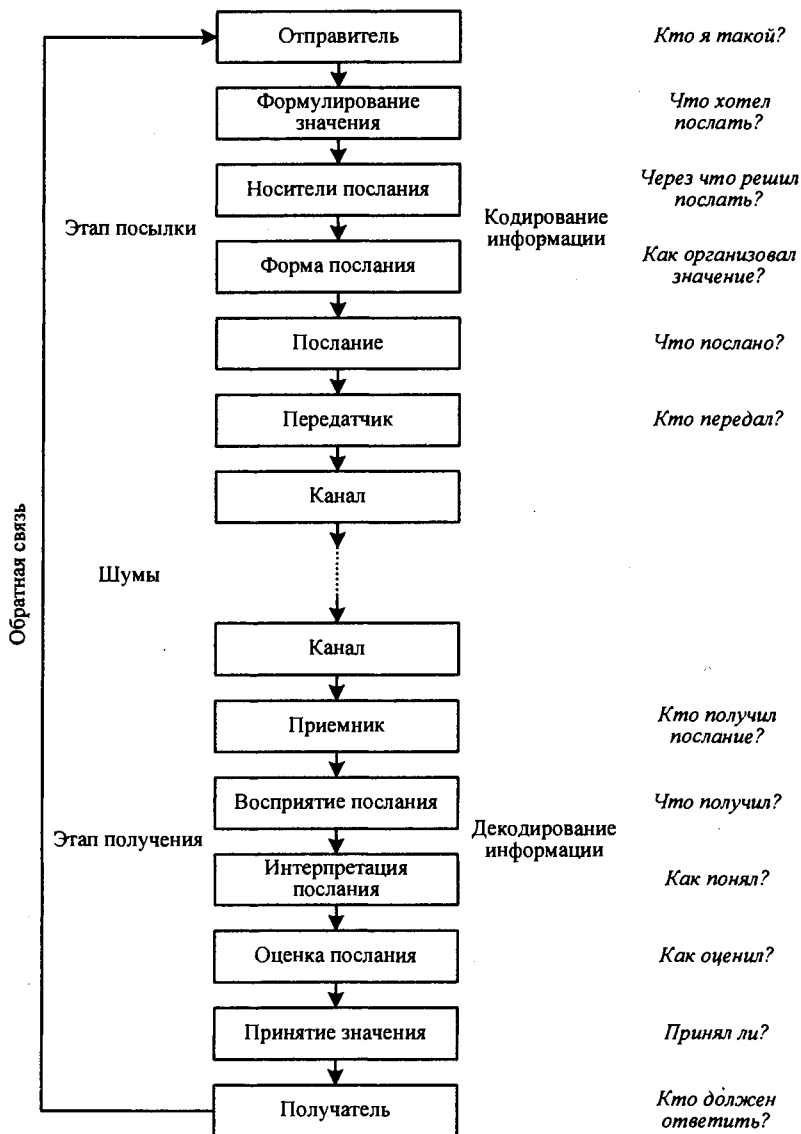 Отправитель
Кто я такой?
Формулирование
значения
Что хотел
послать?
Носители послания
Через что решил
послать?
Этап посылки
Кодирование
информации
Форма послания
Как организовал
значение?
Послание
Что послано?
Передатчик
Кто передал?
Канал
Обратная связь
Шумы
Канал
Приемник
Кто получил
послание?
Восприятие послания
Что получил?
Этап получения
Декодирование
информации
Интерпретация
послания
Как понял?
Оценка послания
Как оценил?
Принятие значения
Принял ли?
Получатель
Кто должен
ответить?